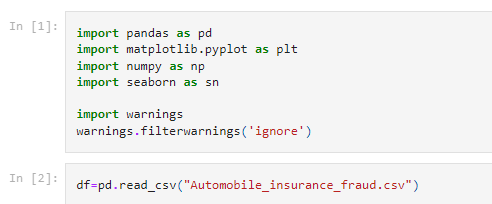 In [1]:
import pandas as pd
import matplotlib.pyplot as plt
import numpy as np
import seaborn as sn

import warnings
warnings.filterwarnings('ignore')
In [2]:
df=pd.read_csv("Automobile_insurance_fraud.csv")